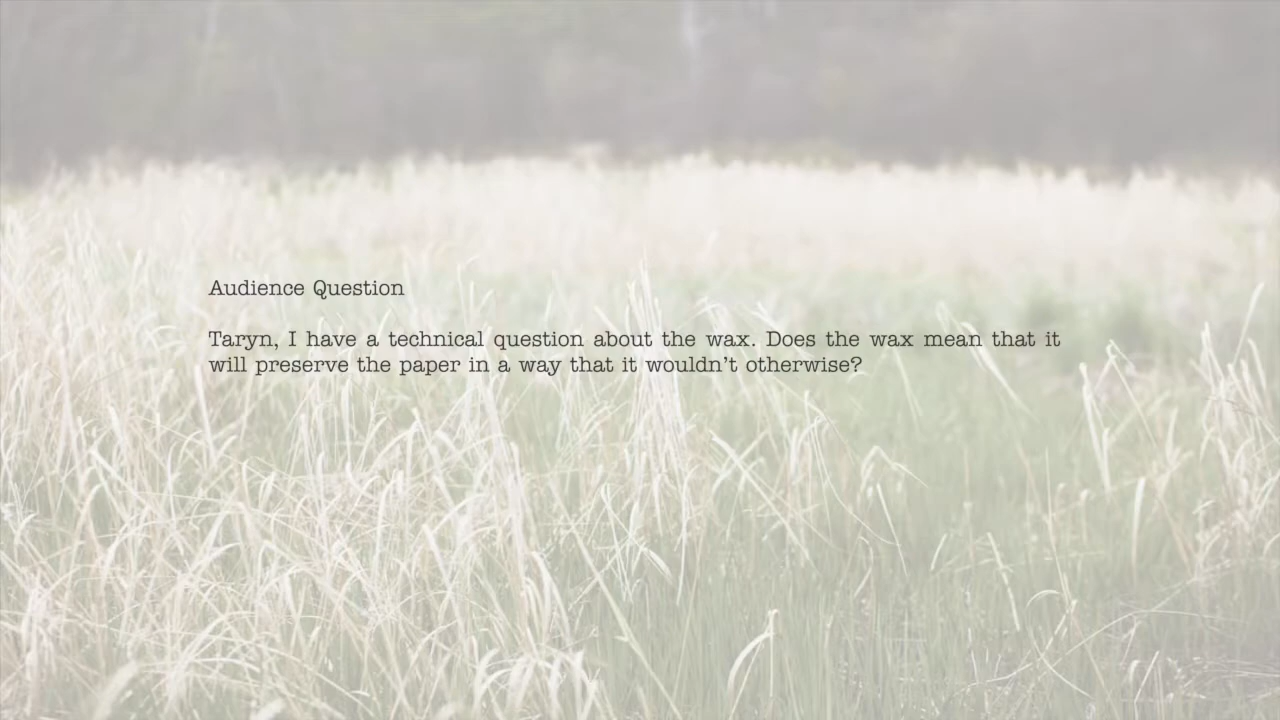 Audience Question
Taryn, I have a technical question about the wax. Does the wax mean that it
will preserve the paper in a way that it wouldn't otherwise?